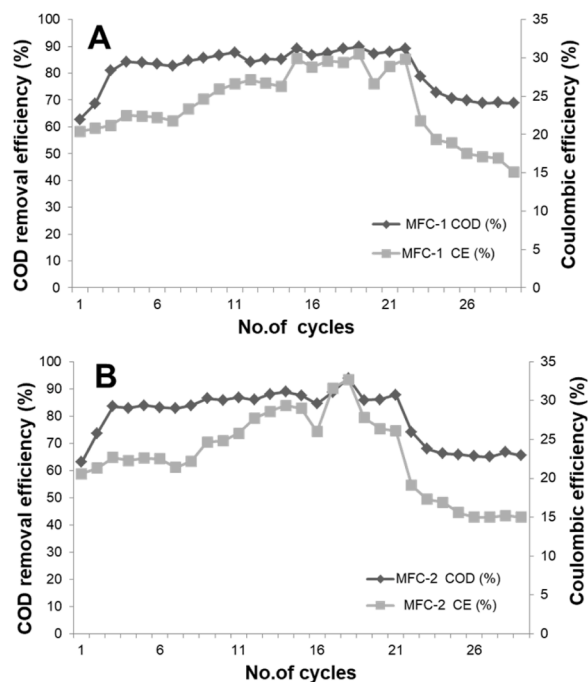 A
COD removal efficiency (%)
100
90
80
70
60
50
40
30
20
10
0
35
30
25
20
15
10
5
0
Coulombic efficiency (%)
MFC-1 COD (%)
MFC-1 CE (%)
1 6 11 16 21 26
No.of cycles
B
COD removal efficiency (%)
100
90
80
70
60
50
40
30
20
10
0
35
30
25
20
15
10
5
0
Coulombic efficiency (%)
MFC-2 COD (%)
MFC-2 CE (%)
1 6 11 16 21 26
No.of cycles